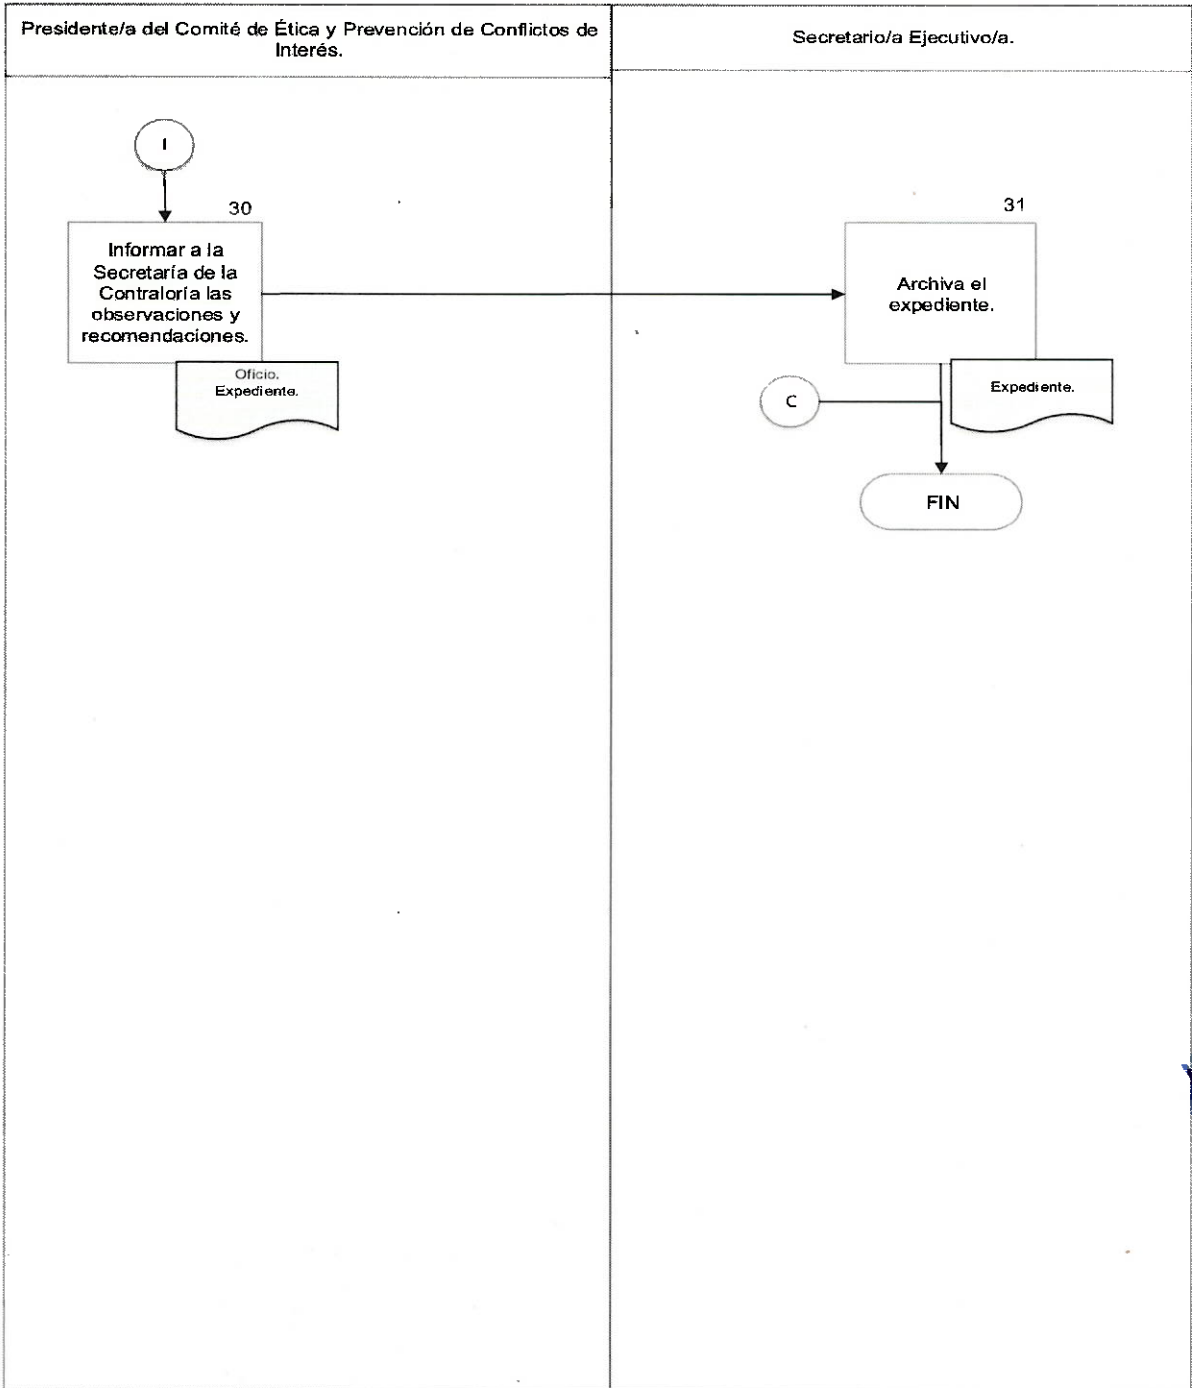 Presidente/a del Comité de Ética y Prevención de Conflictos de
Interés.
Secretario/a Ejecutivo/a.
I
30
Informar a la
Secretaría de la
Contraloría las
observaciones y
recomendaciones.
Oficio.
Expediente.
31
Archiva el
expediente.
Expediente.
C
FIN